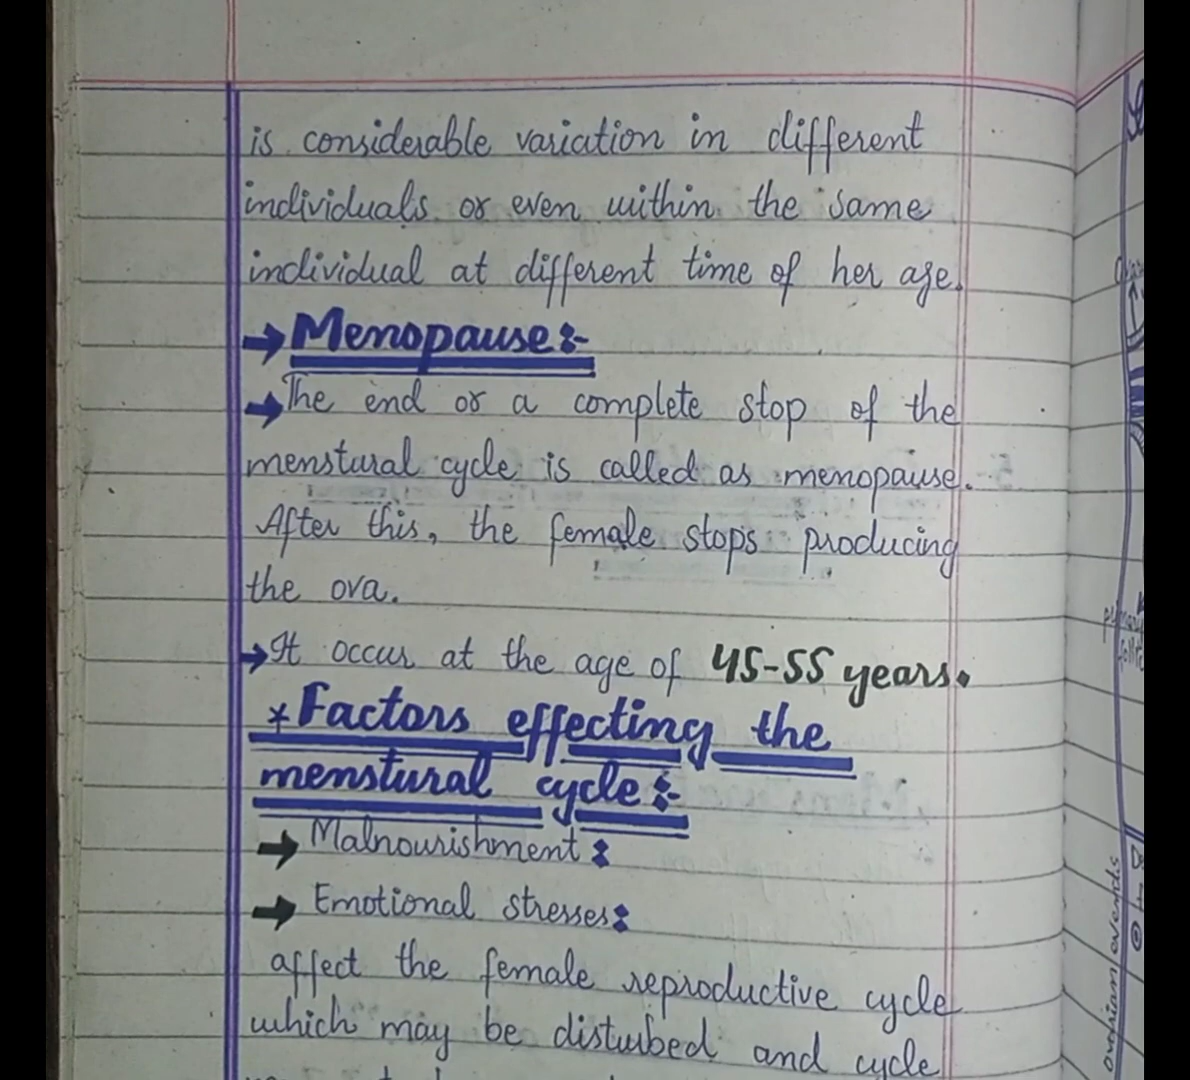 is considerable variation in different
individuals or even within the same
individual at different time of her age.
→ Menopause:-
→ The end or a complete stop of the
menstural cycle is called as menopause.
After this, the female stops producing
the ova.
→ It occur at the age of 45-55 years.
* Factors effecting the
menstural cycle:-
→ Malnourishment:
→ Emotional stresses:
affect the female reproductive cycle
which may be disturbed and cycle
ovarian events